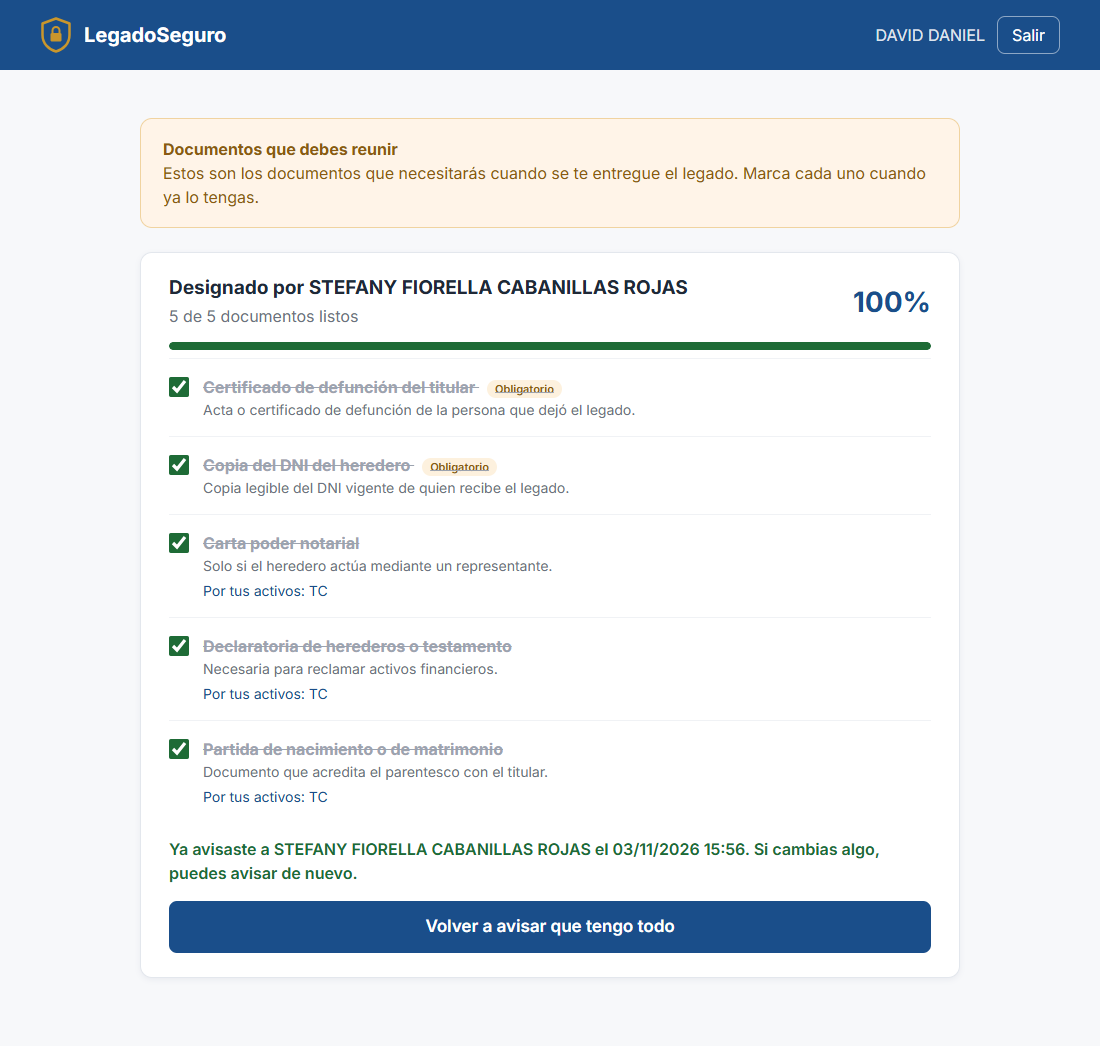 LegadoSeguro
DAVID DANIEL
Salir
Documentos que debes reunir
Estos son los documentos que necesitarás cuando se te entregue el legado. Marca cada uno cuando
ya lo tengas.
Designado por STEFANY FIORELLA CABANILLAS ROJAS
5 de 5 documentos listos
100%
Certificado de defunción del titular Obligatorio
Acta o certificado de defunción de la persona que dejó el legado.
Copia del DNI del heredero Obligatorio
Copia legible del DNI vigente de quien recibe el legado.
Carta poder notarial
Solo si el heredero actúa mediante un representante.
Por tus activos: TC
Declaratoria de herederos o testamento
Necesaria para reclamar activos financieros.
Por tus activos: TC
Partida de nacimiento o de matrimonio
Documento que acredita el parentesco con el titular.
Por tus activos: TC
Ya avisaste a STEFANY FIORELLA CABANILLAS ROJAS el 03/11/2026 15:56. Si cambias algo,
puedes avisar de nuevo.
Volver a avisar que tengo todo